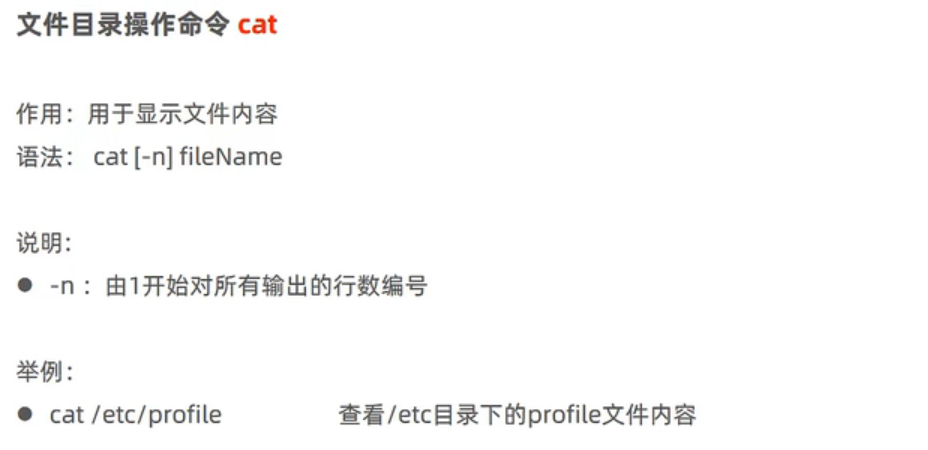 文件目录操作命令 cat
作用：用于显示文件内容
语法： cat [-n] fileName
说明：
● -n ：由1开始对所有输出的行数编号
举例：
● cat /etc/profile 查看/etc目录下的profile文件内容